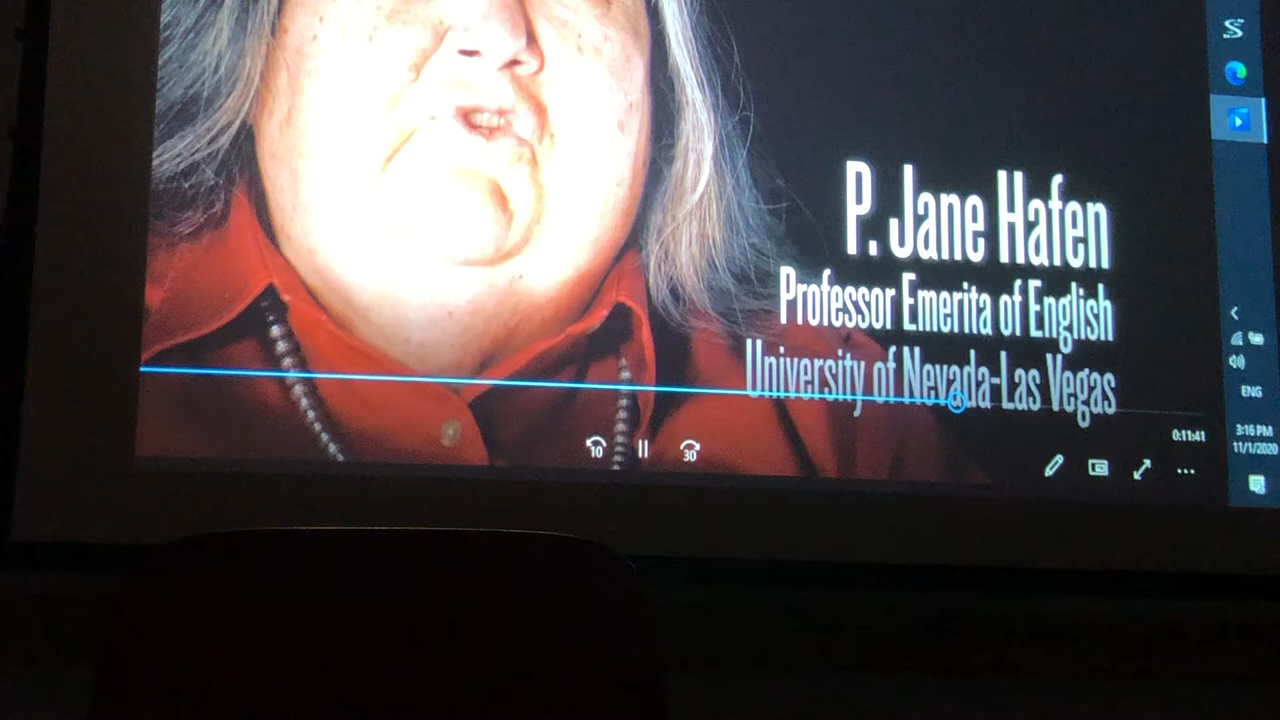 P. Jane Hafen
Professor Emerita of English
University of Nevada-Las Vegas
10
30
0:11:41
ENG
3:16 PM
11/1/2020